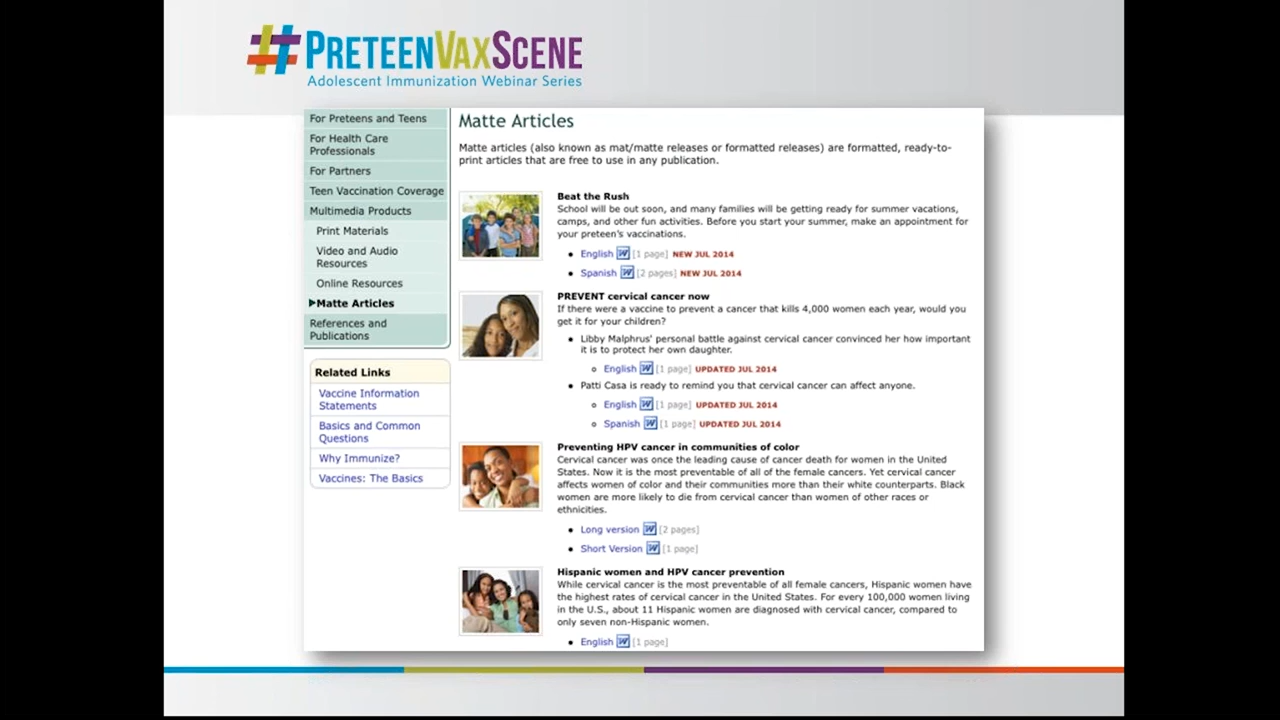 #PRETEENVAXSCENE
Adolescent Immunization Webinar Series
For Preteens and Teens
For Health Care
Professionals
For Partners
Teen Vaccination Coverage
Multimedia Products
Print Materials
Video and Audio
Resources
Online Resources
Matte Articles
References and
Publications
Related Links
Vaccine Information
Statements
Basics and Common
Questions
Why Immunize?
Vaccines: The Basics
Matte Articles
Matte articles (also known as mat/matte releases or formatted releases) are formatted, ready-to-
print articles that are free to use in any publication.
Beat the Rush
School will be out soon, and many families will be getting ready for summer vacations,
camps, and other fun activities. Before you start your summer, make an appointment for
your preteen's vaccinations.
• English W [1 page] NEW JUL 2014
• Spanish W [2 pages] NEW JUL 2014
PREVENT cervical cancer now
If there were a vaccine to prevent a cancer that kills 4,000 women each year, would you
get it for your children?
• Libby Malphrus' personal battle against cervical cancer convinced her how important
it is to protect her own daughter.
○ English W [1 page] UPDATED JUL 2014
• Patti Casa is ready to remind you that cervical cancer can affect anyone.
○ English W [1 page] UPDATED JUL 2014
○ Spanish W [1 page] UPDATED JUL 2014
Preventing HPV cancer in communities of color
Cervical cancer was once the leading cause of cancer death for women in the United
States. Now it is the most preventable of all of the female cancers. Yet cervical cancer
affects women of color and their communities more than their white counterparts. Black
women are more likely to die from cervical cancer than women of other races or
ethnicities.
• Long version W [2 pages]
• Short Version W [1 page]
Hispanic women and HPV cancer prevention
While cervical cancer is the most preventable of all female cancers, Hispanic women have
the highest rates of cervical cancer in the United States. For every 100,000 women living
in the U.S., about 11 Hispanic women are diagnosed with cervical cancer, compared to
only seven non-Hispanic women.
• English W [1 page]